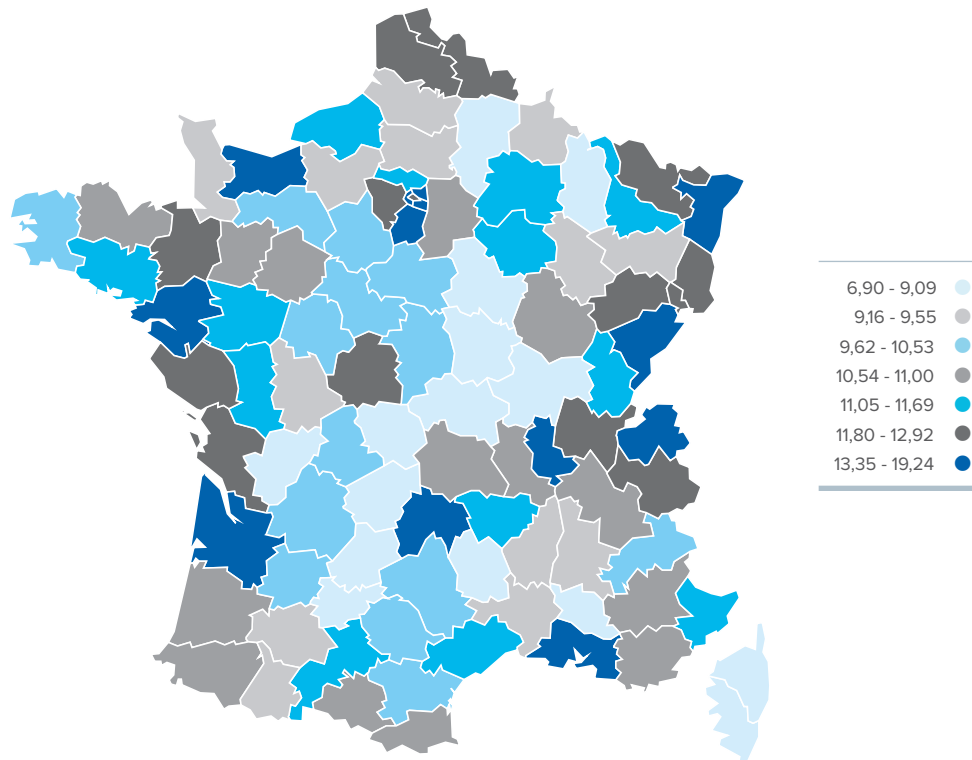 6,90 - 9,09
9,16 - 9,55
9,62 - 10,53
10,54 - 11,00
11,05 - 11,69
11,80 - 12,92
13,35 - 19,24